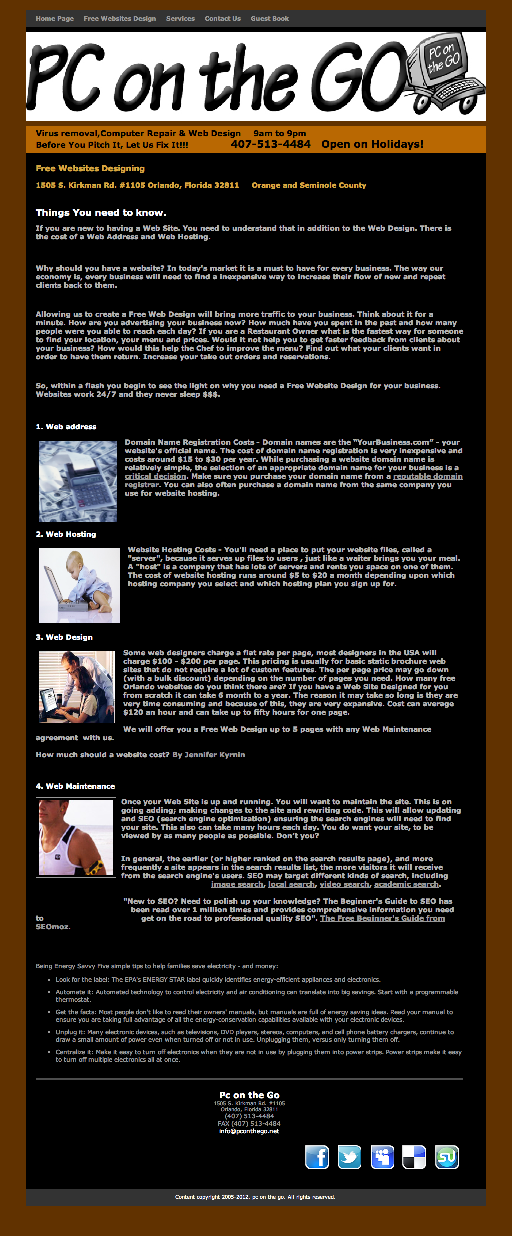 Home Page Free Websites Design Services Contact Us Guest Book
PC on the GO
PC on the GO
Virus removal,Computer Repair & Web Design 9am to 9pm
Before You Pitch It, Let Us Fix It!!! 407-513-4484 Open on Holidays!
Free Websites Designing
1505 S. Kirkman Rd. #1105 Orlando, Florida 32811 Orange and Seminole County
Things You need to know.
If you are new to having a Web Site. You need to understand that in addition to the Web Design. There is
the cost of a Web Address and Web Hosting.
Why should you have a website? In today's market it is a must to have for every business. The way our
economy is, every business will need to find a inexpensive way to increase their flow of new and repeat
clients back to them.
Allowing us to create a Free Web Design will bring more traffic to your business. Think about it for a
minute. How are you advertising your business now? How much have you spent in the past and how many
people were you able to reach each day? If you are a Restaurant Owner what is the fastest way for someone
to find your location, your menu and prices. Would it not help you to get faster feedback from clients about
your business? How would this help the Chef to improve the menu? Find out what your clients want in
order to have them return. Increase your take out orders and reservations.
So, within a flash you begin to see the light on why you need a Free Website Design for your business.
Websites work 24/7 and they never sleep $$$.
1. Web address
Domain Name Registration Costs - Domain names are the "YourBusiness.com" - your
website's official name. The cost of domain name registration is very inexpensive and
costs around $15 to $30 per year. While purchasing a website domain name is
relatively simple, the selection of an appropriate domain name for your business is a
critical decision. Make sure you purchase your domain name from a reputable domain
registrar. You can also often purchase a domain name from the same company you
use for website hosting.
2. Web Hosting
Website Hosting Costs - You'll need a place to put your website files, called a
"server", because it serves up files to users , just like a waiter brings you your meal.
A "host" is a company that has lots of servers and rents you space on one of them.
The cost of website hosting runs around $5 to $20 a month depending upon which
hosting company you select and which hosting plan you sign up for.
3. Web Design
Some web designers charge a flat rate per page, most designers in the USA will
charge $100 - $200 per page. This pricing is usually for basic static brochure web
sites that do not require a lot of custom features. The per page price may go down
(with a bulk discount) depending on the number of pages you need. How many free
Orlando websites do you think there are? If you have a Web Site Designed for you
from scratch it can take 6 month to a year. The reason it may take so long is they are
very time consuming and because of this, they are very expensive. Cost can average
$120 an hour and can take up to fifty hours for one page.
We will offer you a Free Web Design up to 5 pages with any Web Maintenance
agreement with us.
How much should a website cost? By Jennifer Kyrnin
4. Web Maintenance
Once your Web Site is up and running. You will want to maintain the site. This is on
going adding; making changes to the site and rewriting code. This will allow updating
and SEO (search engine optimization) ensuring the search engines will need to find
your site. This also can take many hours each day. You do want your site, to be
viewed by as many people as possible. Don't you?
In general, the earlier (or higher ranked on the search results page), and more
frequently a site appears in the search results list, the more visitors it will receive
from the search engine's users. SEO may target different kinds of search, including
image search, local search, video search, academic search.
"New to SEO? Need to polish up your knowledge? The Beginner's Guide to SEO has
been read over 1 million times and provides comprehensive information you need
to get on the road to professional quality SEO". The Free Beginner's Guide from
SEOmoz.
Being Energy Savvy Five simple tips to help families save electricity - and money:
• Look for the label: The EPA's ENERGY STAR label quickly identifies energy-efficient appliances and electronics.
• Automate it: Automated technology to control electricity and air conditioning can translate into big savings. Start with a programmable
thermostat.
• Get the facts: Most people don't like to read their owners' manuals, but manuals are full of energy saving ideas. Read your manual to
ensure you are taking full advantage of all the energy-conservation capabilities available with your electronic devices.
• Unplug it: Many electronic devices, such as televisions, DVD players, stereos, computers, and cell phone battery chargers, continue to
draw a small amount of power even when turned off or not in use. Unplugging them, versus only turning them off.
• Centralize it: Make it easy to turn off electronics when they are not in use by plugging them into power strips. Power strips make it easy
to turn off multiple electronics all at once.
Pc on the Go
1505 S. Kirkman Rd. #1105
Orlando, Florida 32811
(407) 513-4484
FAX (407) 513-4484
info@pconthego.net
Content copyright 2005-2012. pc on the go. All rights reserved.